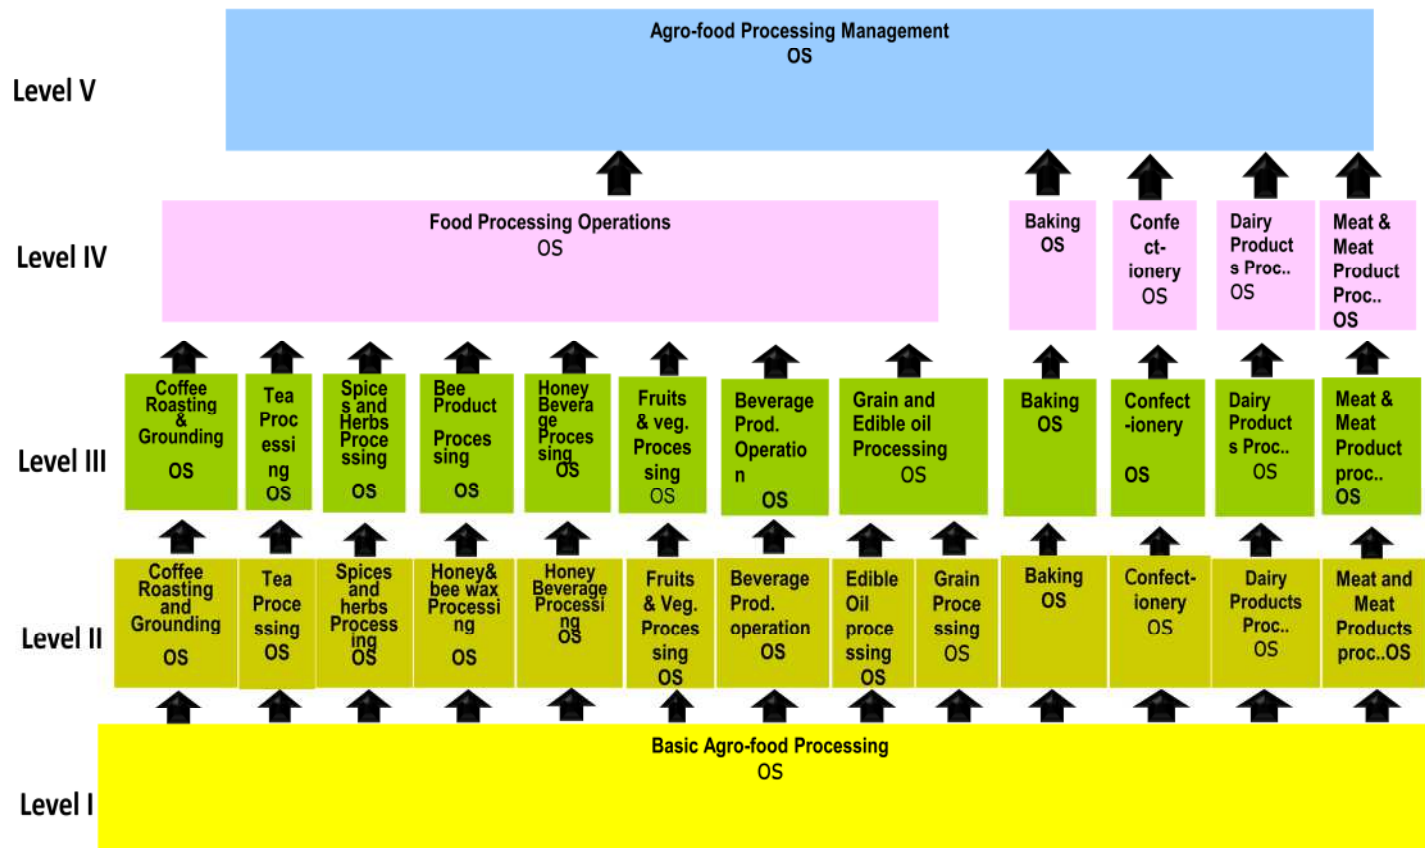 Agro-food Processing Management
OS
Level V
Food Processing Operations
OS
Baking
OS
Confe
ct-
ionery
OS
Dairy
Product
s Proc..
OS
Meat &
Meat
Product
Proc..
OS
Level IV
Coffee
Roasting
&
Grounding
OS
Tea
Proc
essi
ng
OS
Spice
s and
Herbs
Proce
ssing
OS
Bee
Product
Proces
sing
OS
Honey
Bevera
ge
Proces
sing
OS
Fruits
& veg.
Proces
sing
OS
Beverage
Prod.
Operatio
n
OS
Grain and
Edible oil
Processing
OS
Baking
OS
Confect
-ionery
OS
Dairy
Product
s Proc..
OS
Meat &
Meat
Product
proc..
OS
Level III
Coffee
Roasting
and
Grounding
OS
Tea
Proce
ssing
OS
Spices
and
herbs
Process
ing
OS
Honey&
bee wax
Processi
ng
OS
Honey
Beverage
Processi
ng
OS
Fruits
& Veg.
Proces
sing
OS
Beverage
Prod.
operation
OS
Edible
Oil
proce
ssing
OS
Grain
Proce
ssing
OS
Baking
OS
Confect-
ionery
OS
Dairy
Products
Proc..
OS
Meat and
Meat
Products
proc..OS
Level II
Basic Agro-food Processing
OS
Level I